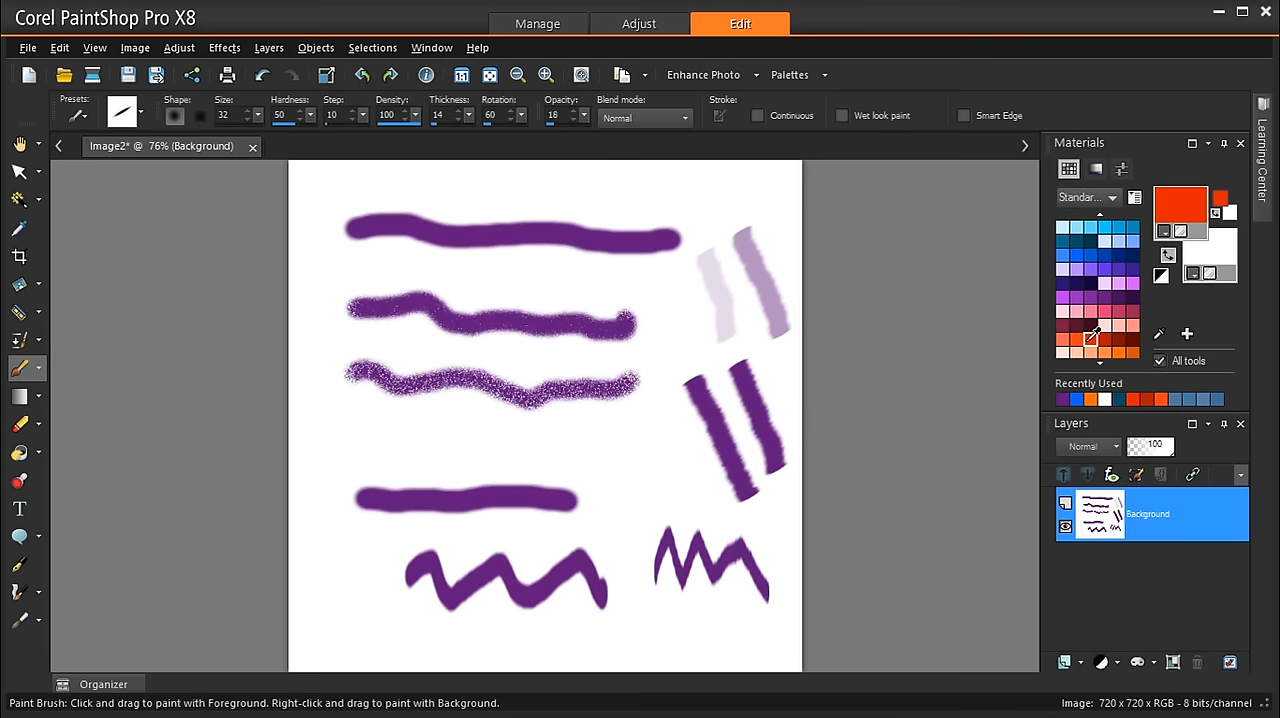 Corel PaintShop Pro X8
Manage
Adjust
Edit
File Edit View Image Adjust Effects Layers Objects Selections Window Help
Enhance Photo
Palettes
Presets: Shape: Size: Hardness: Step: Density: Thickness: Rotation: Opacity: Blend mode: Stroke:
32 50 10 100 14 60 18 Normal Continuous Wet look paint Smart Edge
Learning Center
Image2* @ 76% (Background)
Materials
Standar...
All tools
Recently Used
Layers
Normal 100
Background
Organizer
Paint Brush: Click and drag to paint with Foreground. Right-click and drag to paint with Background.
Image: 720 x 720 x RGB - 8 bits/channel